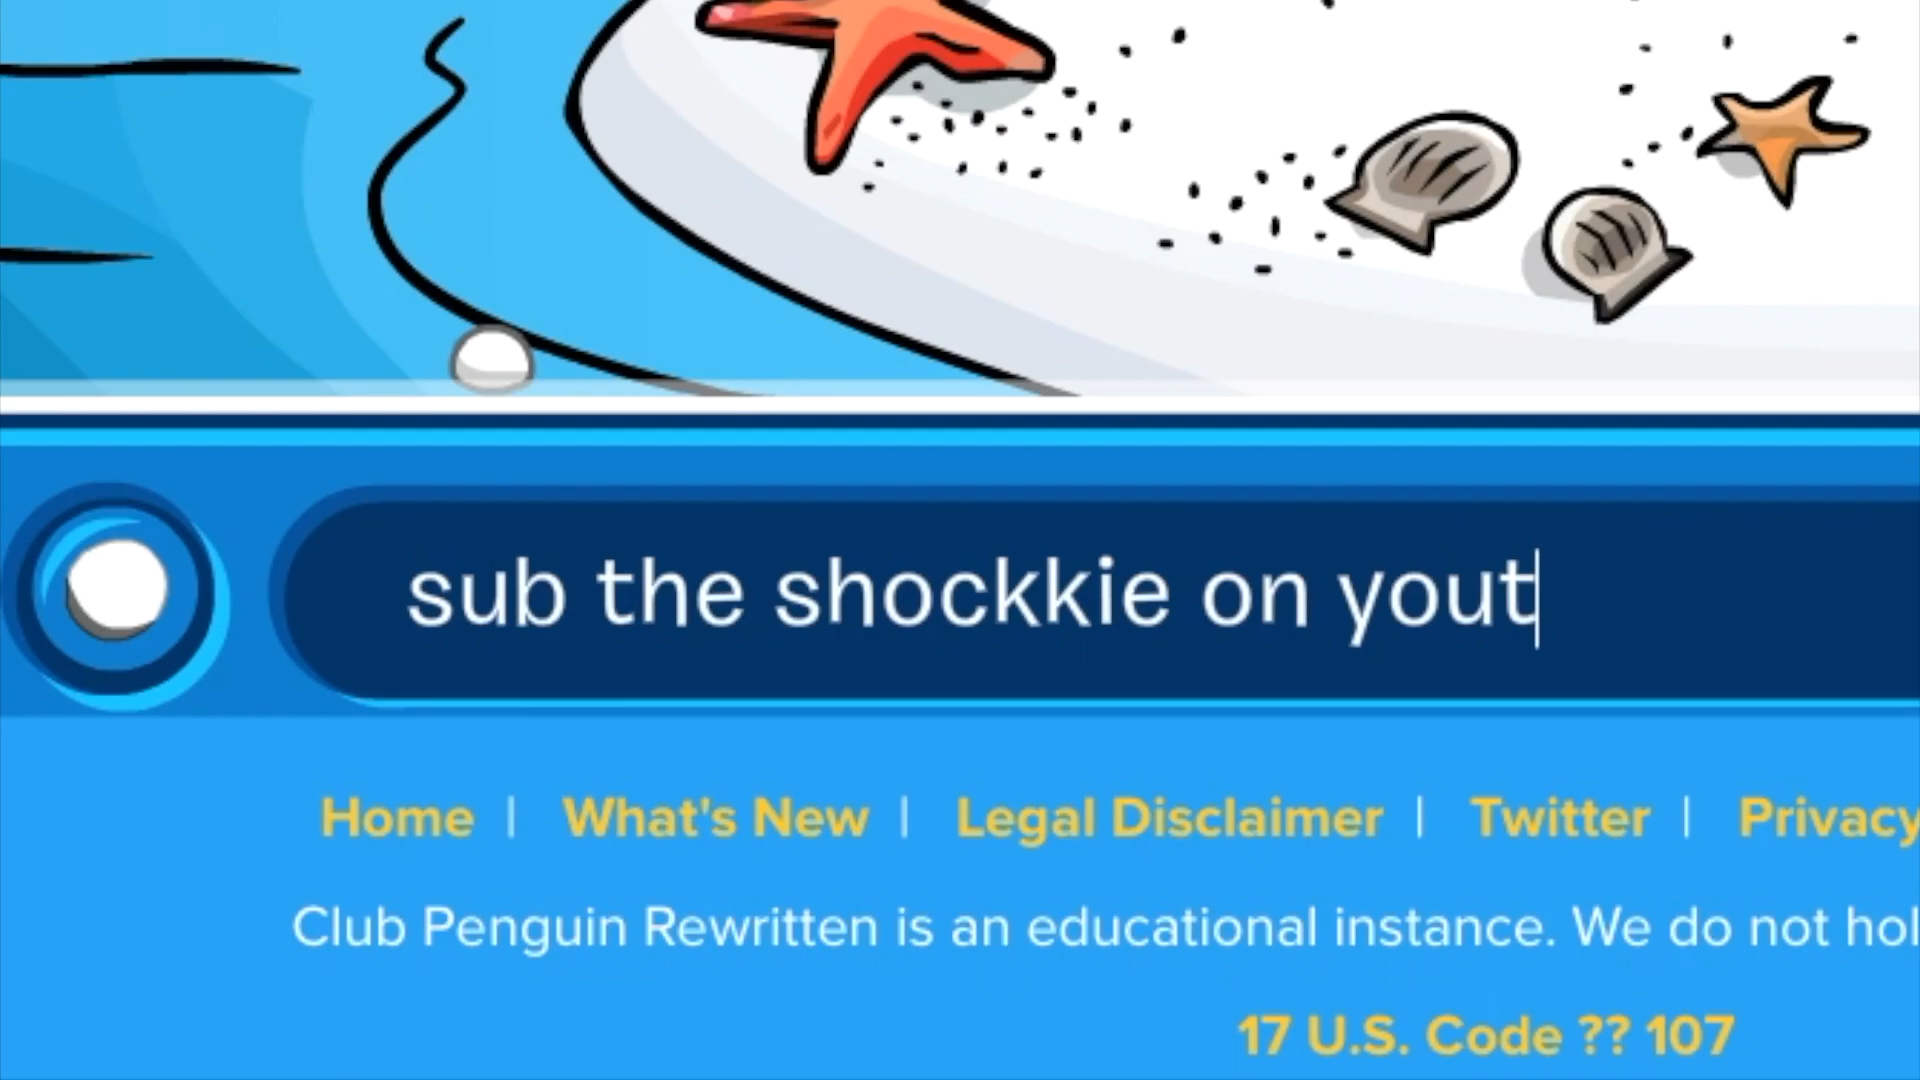 sub the shockkie on yout
Home | What's New | Legal Disclaimer | Twitter | Privacy
Club Penguin Rewritten is an educational instance. We do not hol
17 U.S. Code ?? 107